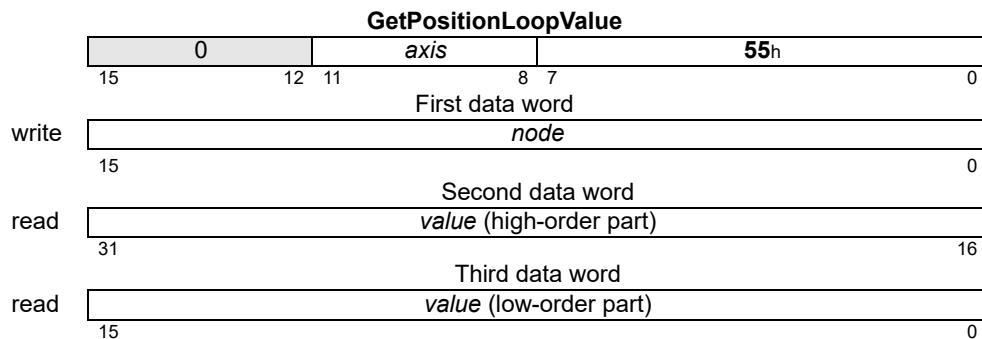 GetPositionLoopValue
0 axis 55h
15 12 11 8 7 0
First data word
write node
15 0
Second data word
read value (high-order part)
31 16
Third data word
read value (low-order part)
15 0